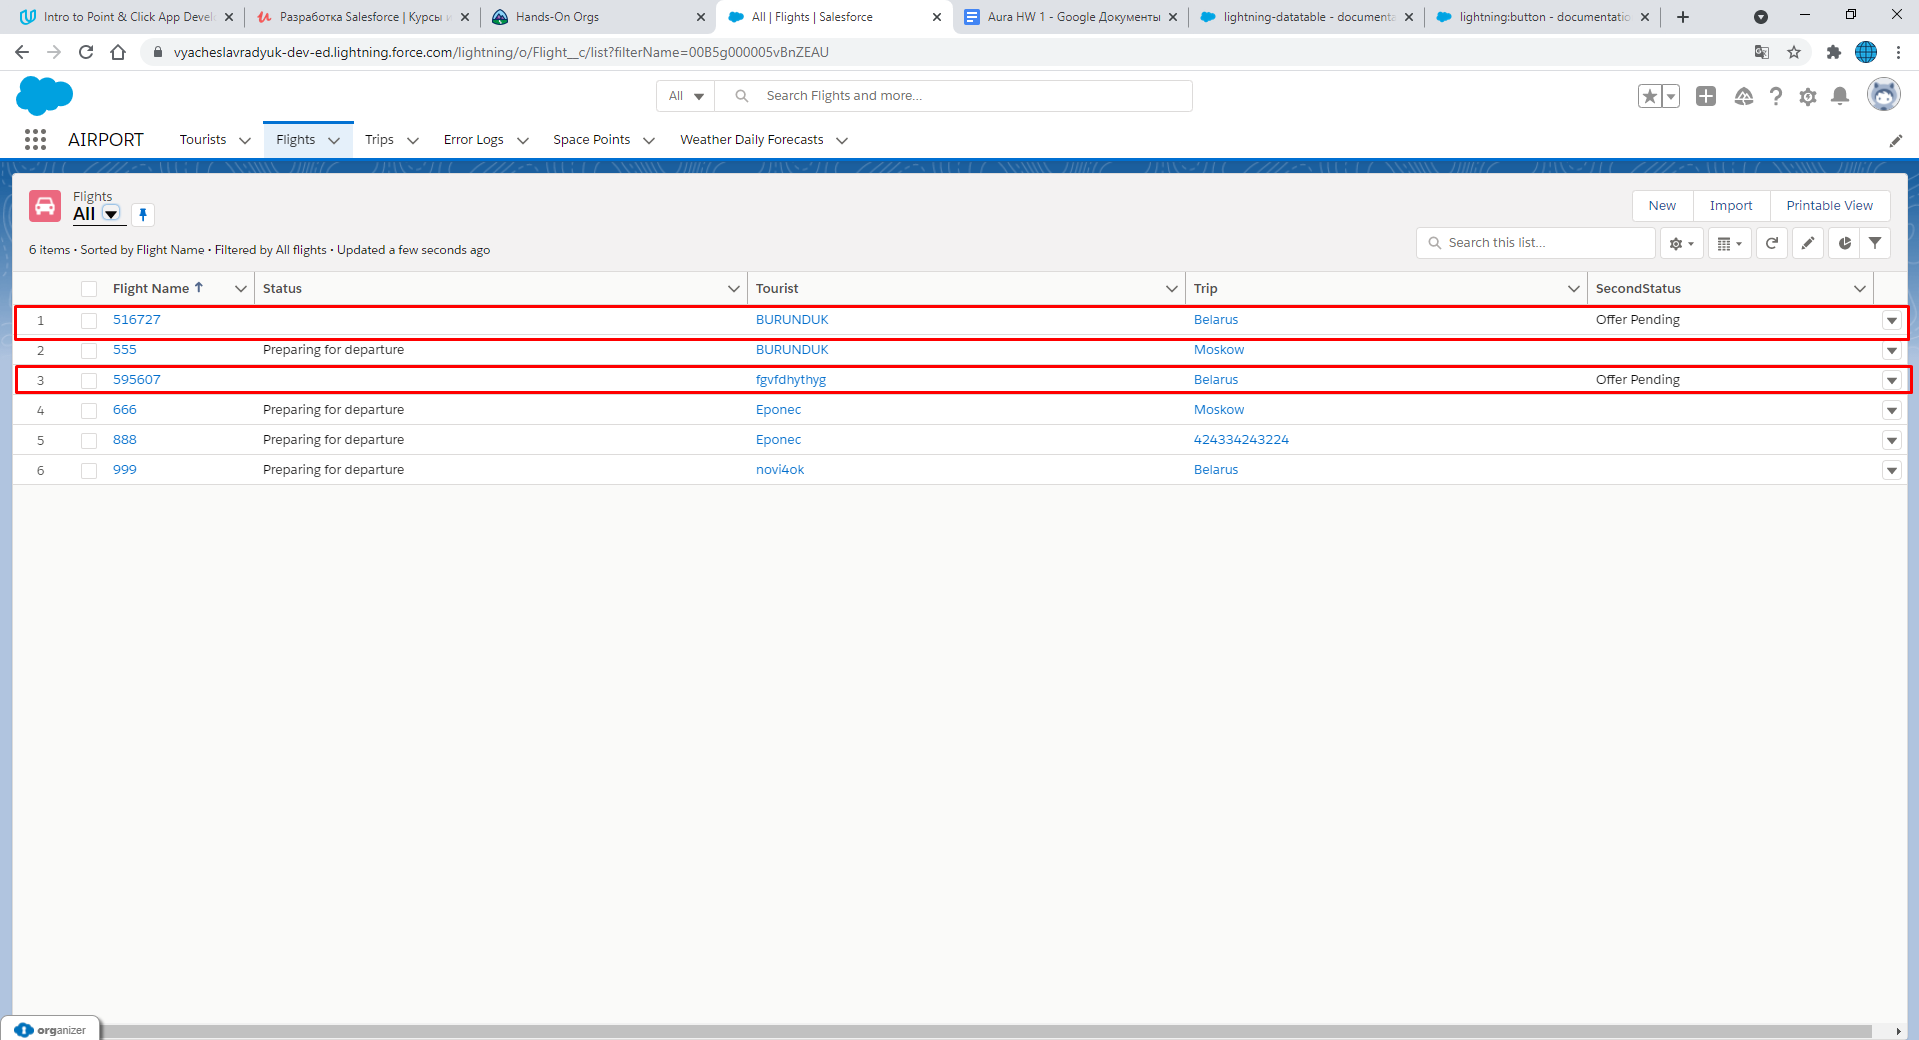 Intro to Point & Click App Devel
Разработка Salesforce | Курсы и
Hands-On Orgs
All | Flights | Salesforce
Aura HW 1 - Google Документы
lightning-datatable - documenta
lightning:button - documentatio
vyacheslavradyuk-dev-ed.lightning.force.com/lightning/o/Flight__c/list?filterName=00B5g000005vBnZEAU
All
Search Flights and more...
AIRPORT
Tourists
Flights
Trips
Error Logs
Space Points
Weather Daily Forecasts
Flights
All
New
Import
Printable View
6 items • Sorted by Flight Name • Filtered by All flights • Updated a few seconds ago
Search this list...
Flight Name Status Tourist Trip SecondStatus
1 516727 BURUNDUK Belarus Offer Pending
2 555 Preparing for departure BURUNDUK Moskow
3 595607 fgvfdhythyg Belarus Offer Pending
4 666 Preparing for departure Eponec Moskow
5 888 Preparing for departure Eponec 424334243224
6 999 Preparing for departure novi4ok Belarus
organizer